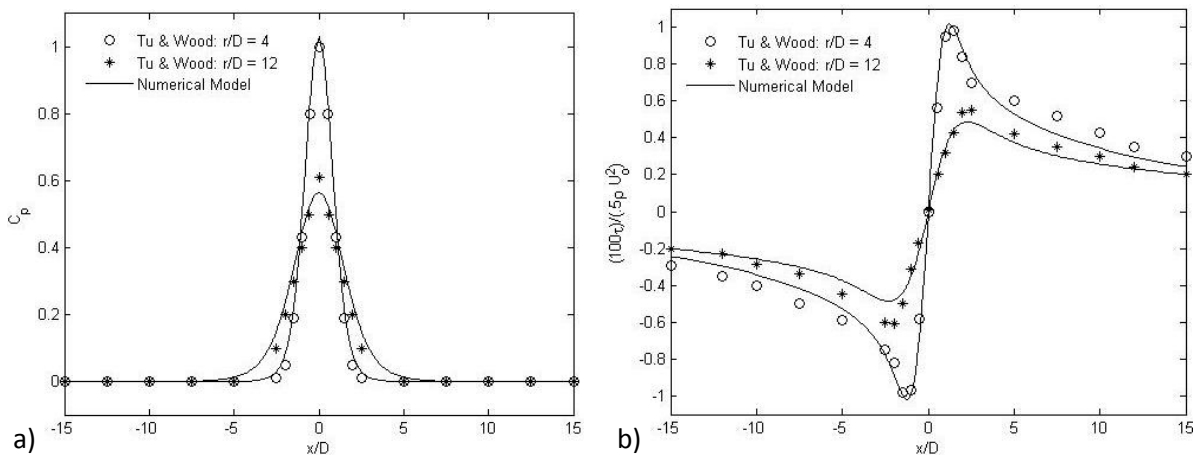 Tu & Wood: r/D = 4
Tu & Wood: r/D = 12
Numerical Model
1
0.8
0.6
0.4
0.2
0
Cp
-15
-10
-5
0
5
10
15
x/D
a)
Tu & Wood: r/D = 4
Tu & Wood: r/D = 12
Numerical Model
1
0.8
0.6
0.4
0.2
0
-0.2
-0.4
-0.6
-0.8
-1
(100τ)/(.5ρ U²o)
-15
-10
-5
0
5
10
15
x/D
b)